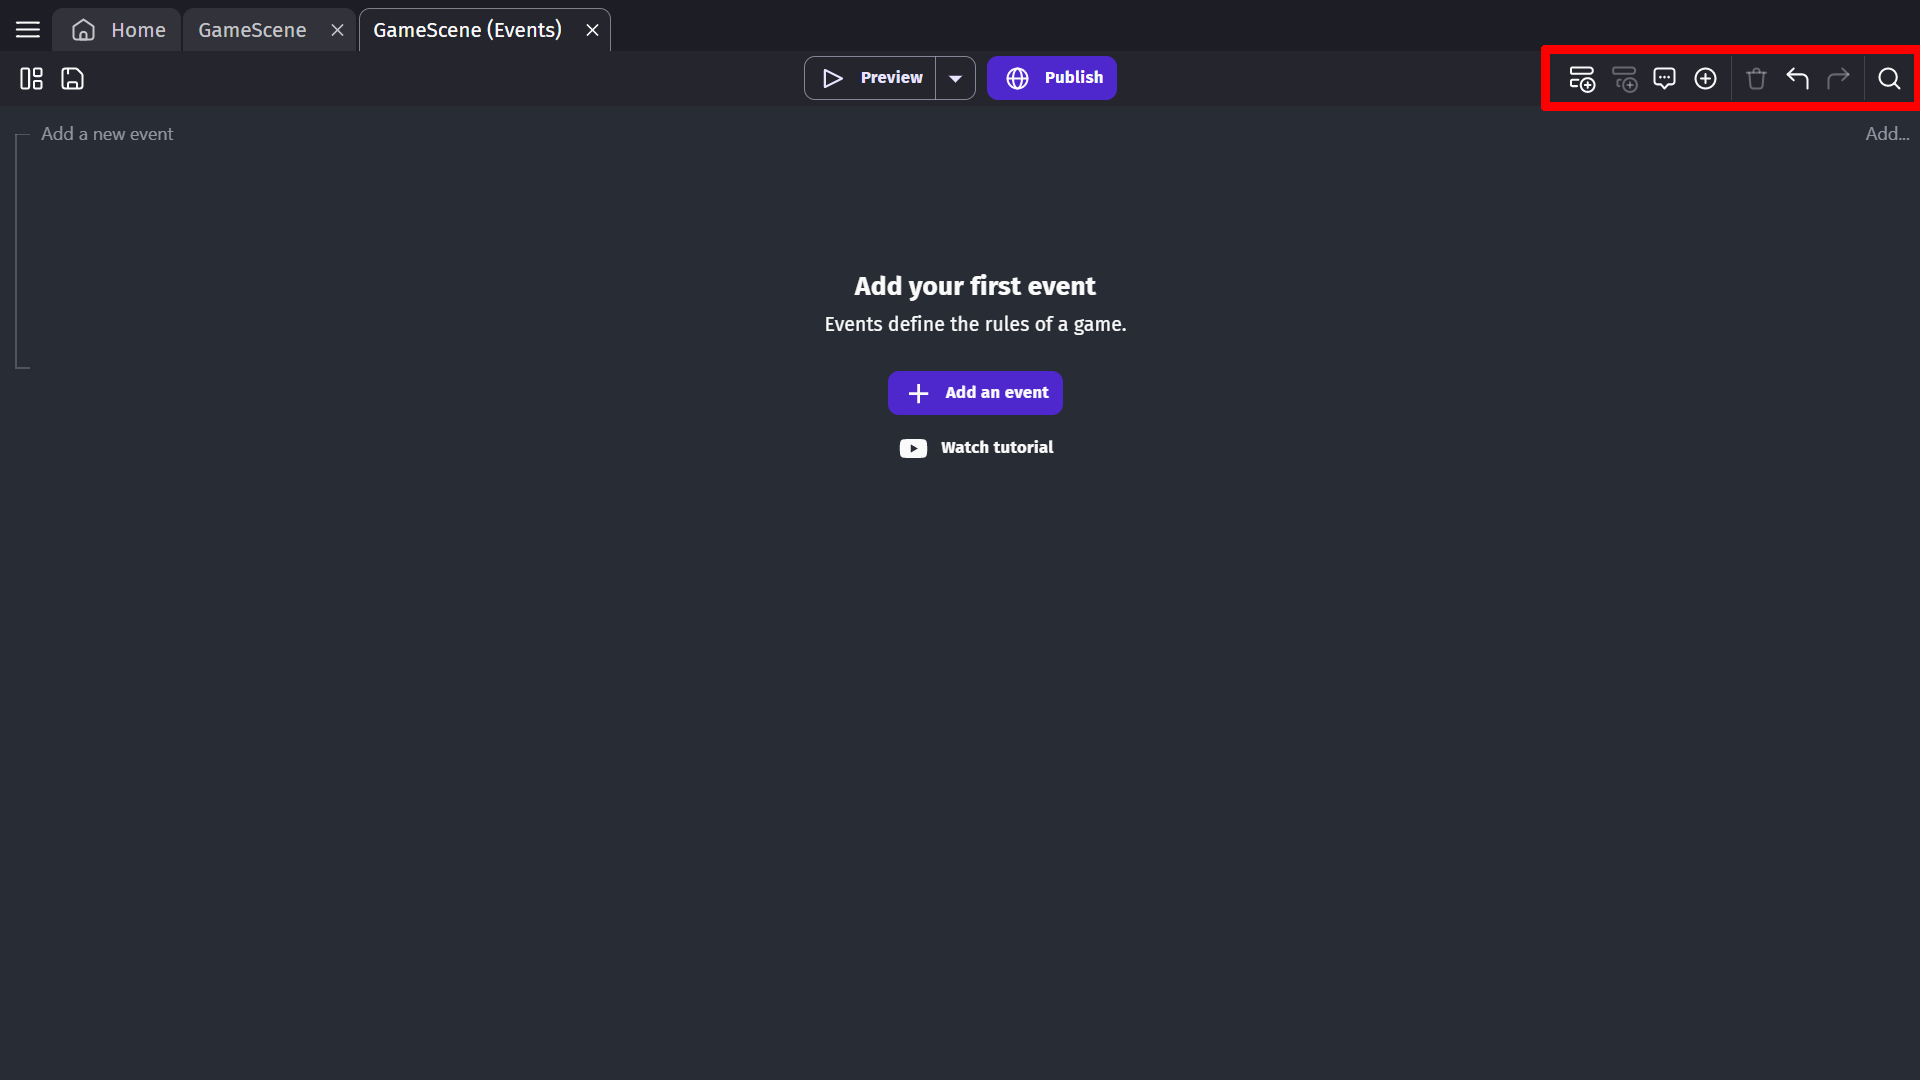 Home
GameScene
GameScene (Events)
Preview
Publish
Add a new event
Add...
Add your first event
Events define the rules of a game.
Add an event
Watch tutorial